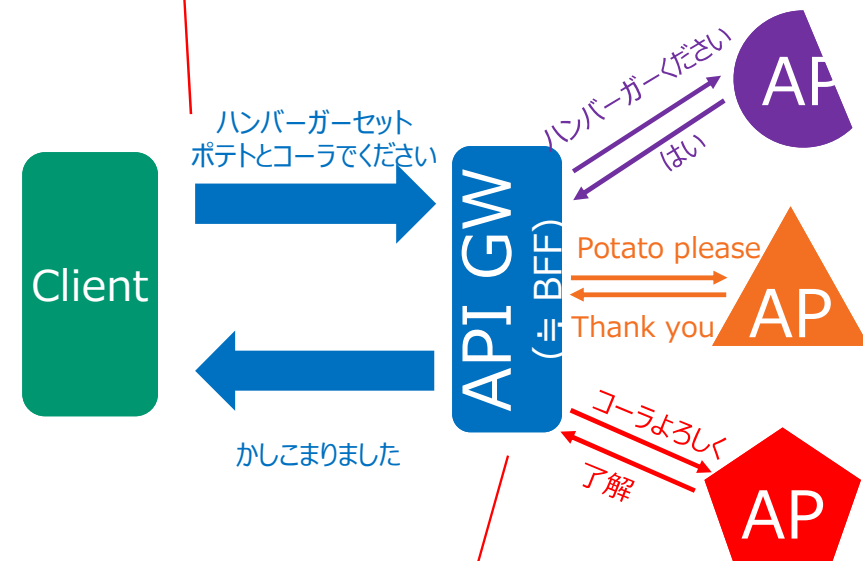 ハンバーガーセット
ポテトとコーラでください
Client
かしこまりました
API GW
(≒ BFF)
ハンバーガーください
はい
AP
Potato please
Thank you
AP
コーラよろしく
了解
AP